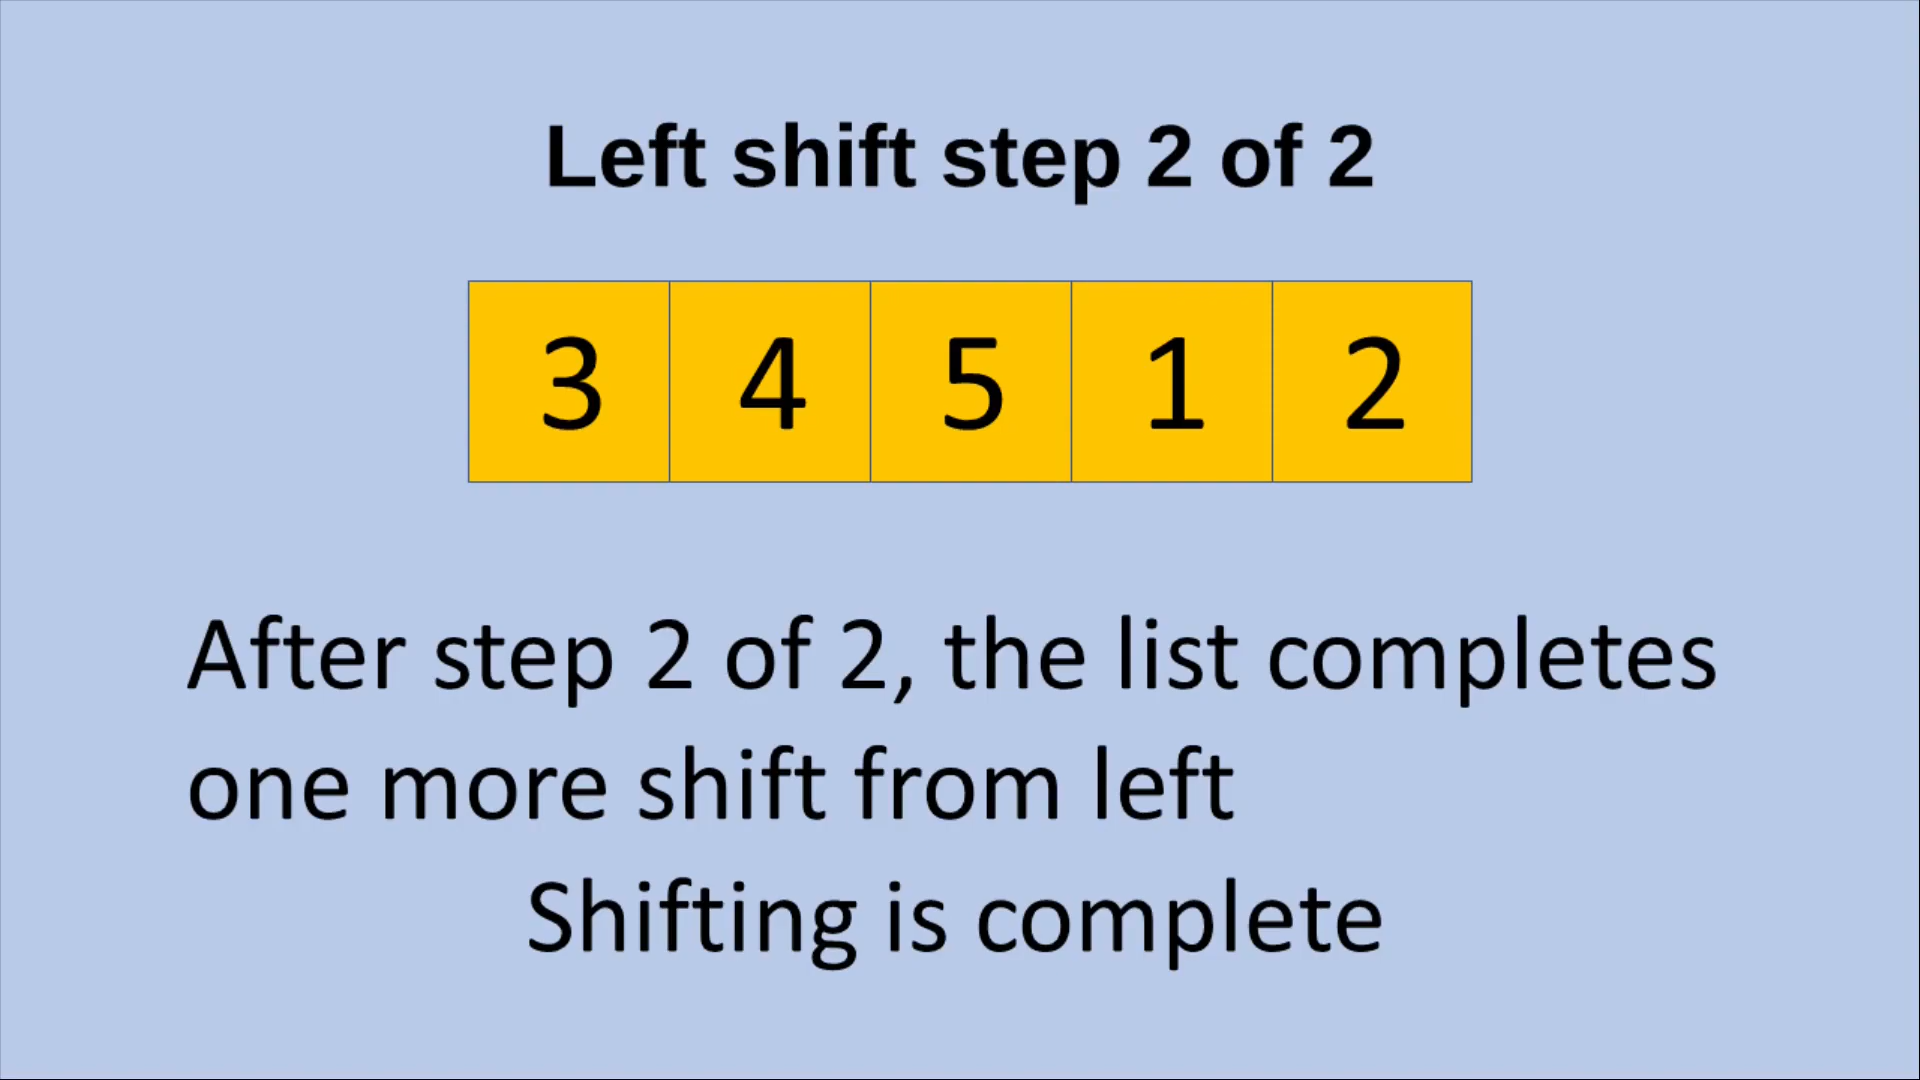 Left shift step 2 of 2
3 4 5 1 2
After step 2 of 2, the list completes
one more shift from left
Shifting is complete